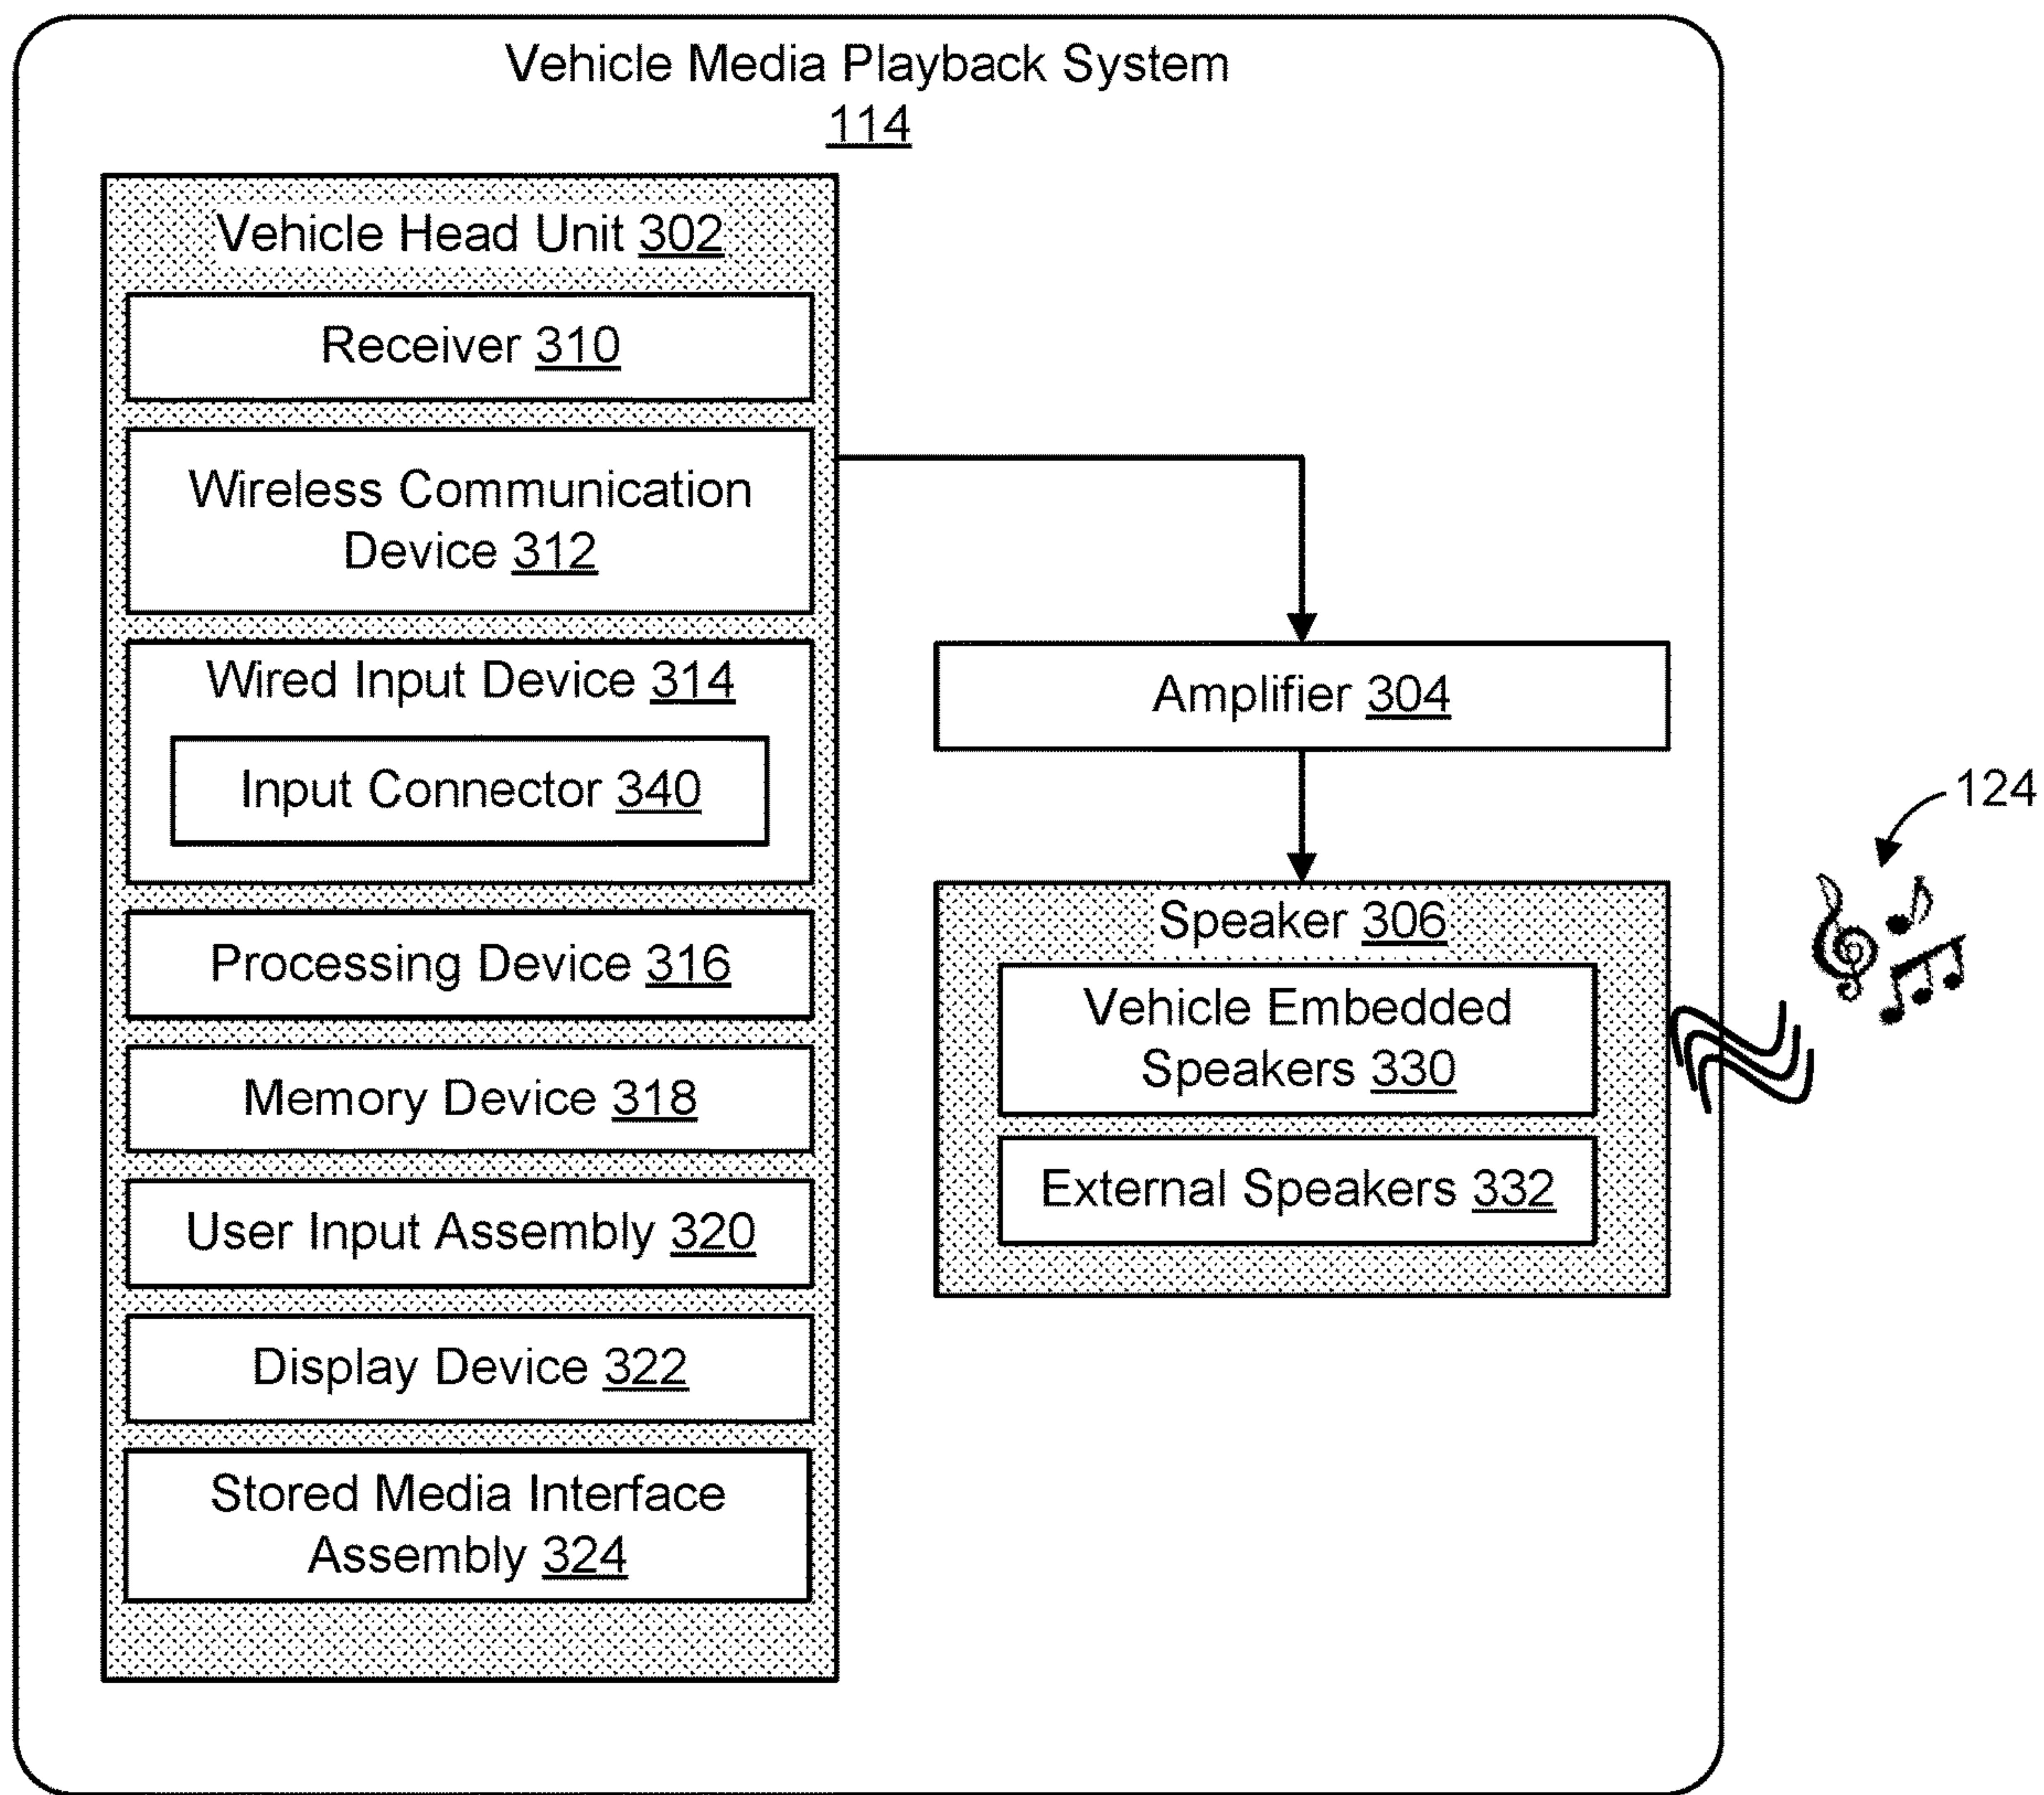 Vehicle Media Playback System
114
Vehicle Head Unit 302
Receiver 310
Wireless Communication
Device 312
Wired Input Device 314
Input Connector 340
Processing Device 316
Memory Device 318
User Input Assembly 320
Display Device 322
Stored Media Interface
Assembly 324
Amplifier 304
Speaker 306
Vehicle Embedded
Speakers 330
External Speakers 332
124